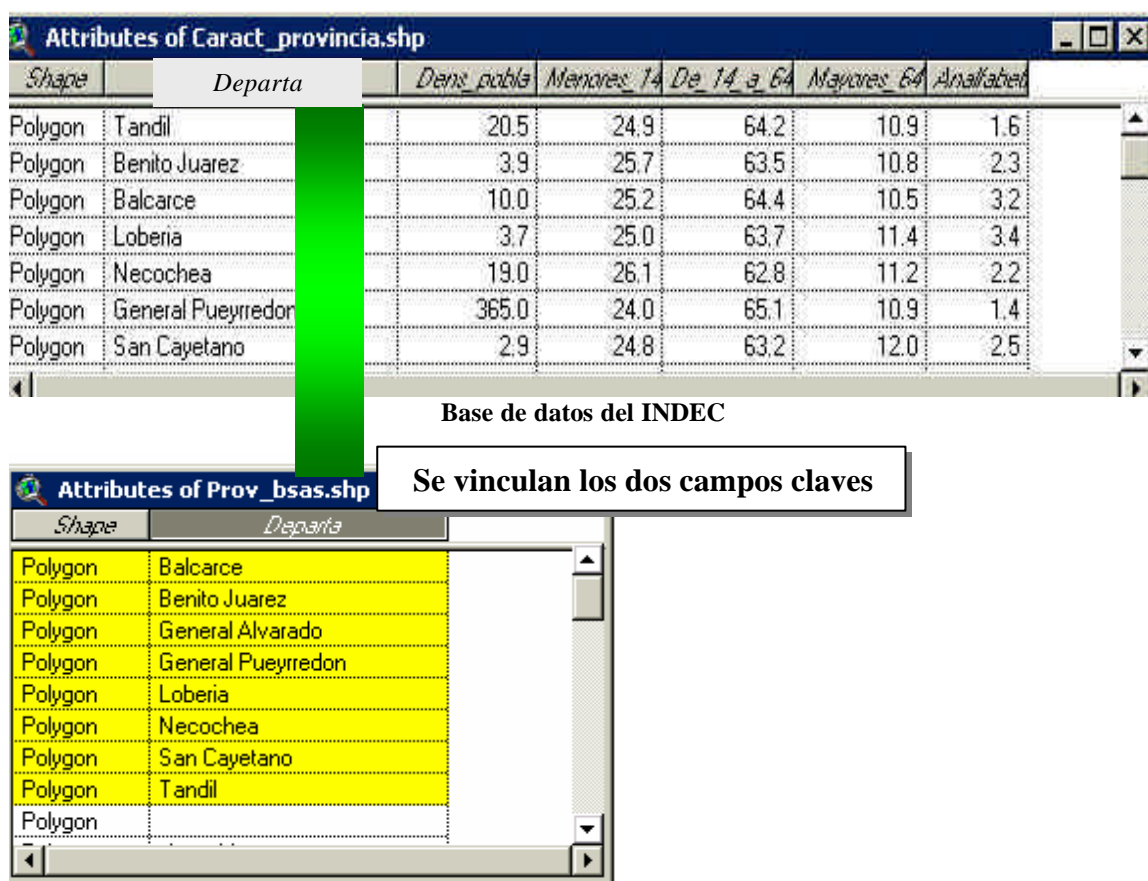 Attributes of Caract_provincia.shp
Shape Departa Dens_pobla Menores_14 De_14_a_64 Mayores_64 Analfabet
Polygon Tandil 20.5 24.9 64.2 10.9 1.6
Polygon Benito Juarez 3.9 25.7 63.5 10.8 2.3
Polygon Balcarce 10.0 25.2 64.4 10.5 3.2
Polygon Loberia 3.7 25.0 63.7 11.4 3.4
Polygon Necochea 19.0 26.1 62.8 11.2 2.2
Polygon General Pueyrredon 365.0 24.0 65.1 10.9 1.4
Polygon San Cayetano 2.9 24.8 63.2 12.0 2.5
Base de datos del INDEC
Se vinculan los dos campos claves
Attributes of Prov_bsas.shp
Shape Departa
Polygon Balcarce
Polygon Benito Juarez
Polygon General Alvarado
Polygon General Pueyrredon
Polygon Loberia
Polygon Necochea
Polygon San Cayetano
Polygon Tandil
Polygon